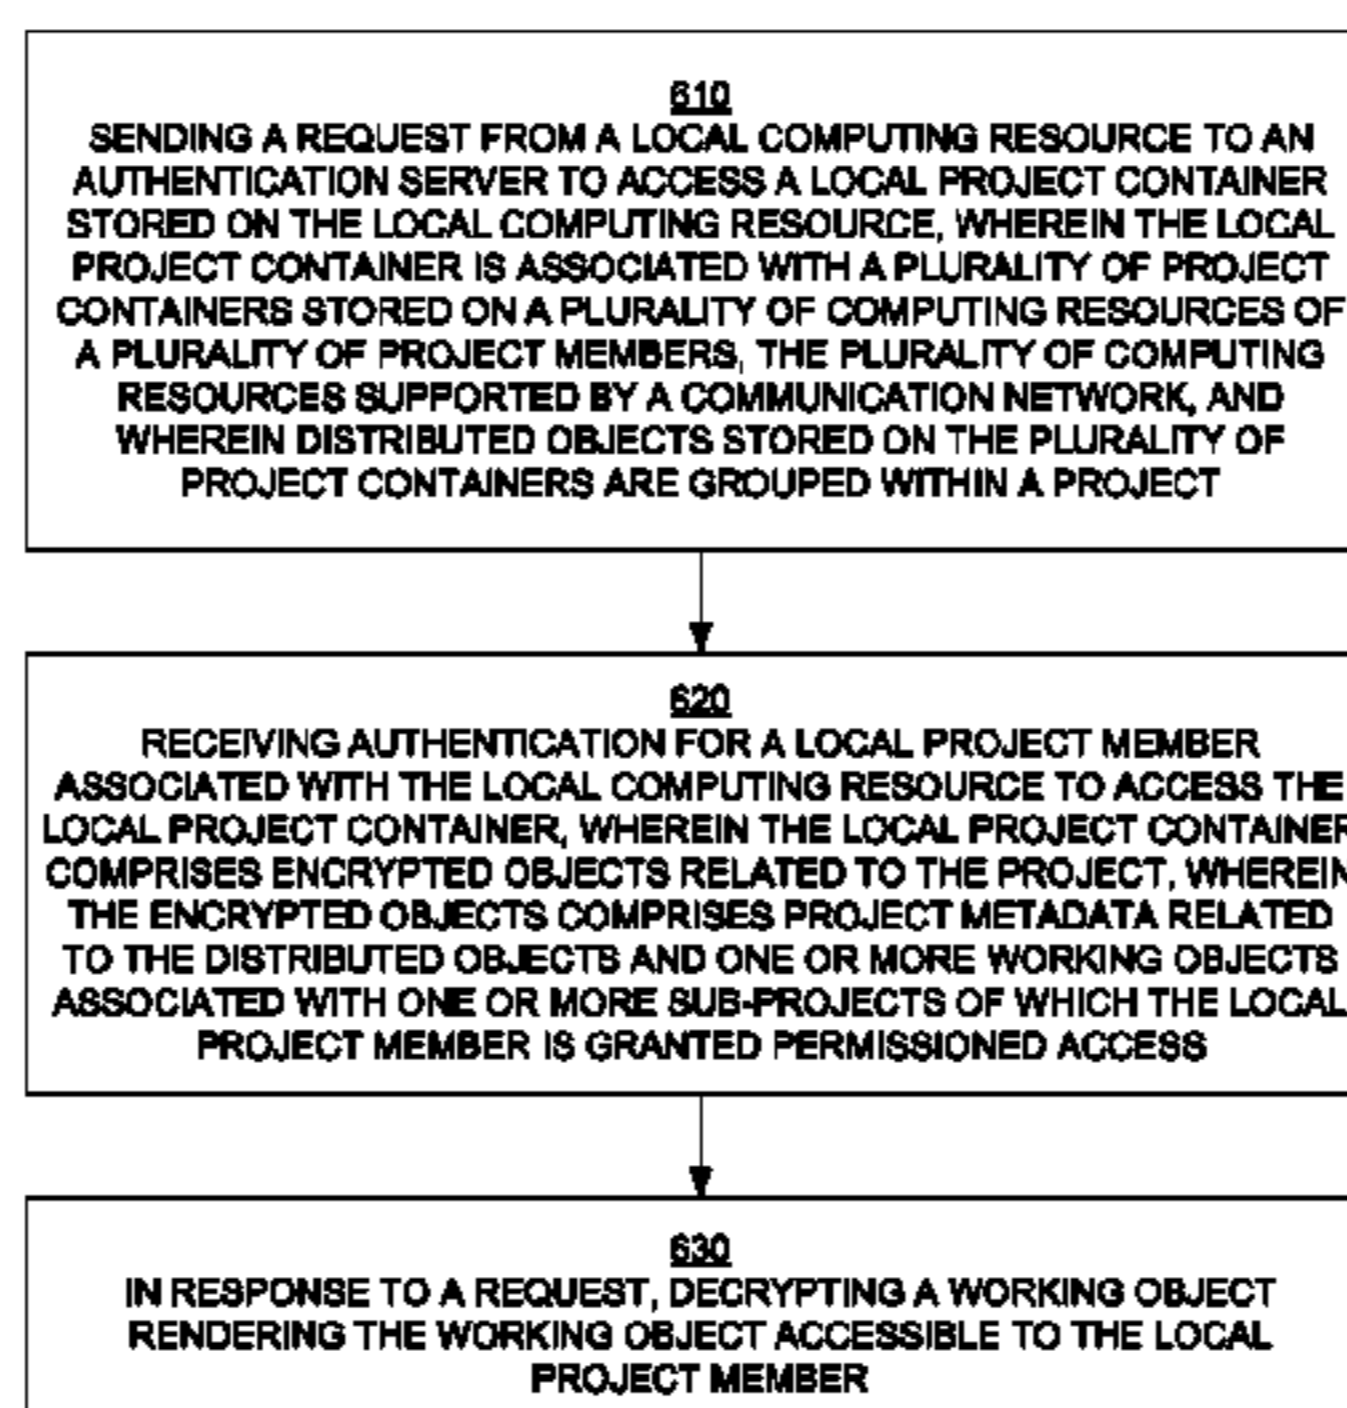 610
SENDING A REQUEST FROM A LOCAL COMPUTING RESOURCE TO AN
AUTHENTICATION SERVER TO ACCESS A LOCAL PROJECT CONTAINER
STORED ON THE LOCAL COMPUTING RESOURCE, WHEREIN THE LOCAL
PROJECT CONTAINER IS ASSOCIATED WITH A PLURALITY OF PROJECT
CONTAINERS STORED ON A PLURALITY OF COMPUTING RESOURCES OF
A PLURALITY OF PROJECT MEMBERS, THE PLURALITY OF COMPUTING
RESOURCES SUPPORTED BY A COMMUNICATION NETWORK, AND
WHEREIN DISTRIBUTED OBJECTS STORED ON THE PLURALITY OF
PROJECT CONTAINERS ARE GROUPED WITHIN A PROJECT
620
RECEIVING AUTHENTICATION FOR A LOCAL PROJECT MEMBER
ASSOCIATED WITH THE LOCAL COMPUTING RESOURCE TO ACCESS THE
LOCAL PROJECT CONTAINER, WHEREIN THE LOCAL PROJECT CONTAINER
COMPRISES ENCRYPTED OBJECTS RELATED TO THE PROJECT, WHEREIN
THE ENCRYPTED OBJECTS COMPRISES PROJECT METADATA RELATED
TO THE DISTRIBUTED OBJECTS AND ONE OR MORE WORKING OBJECTS
ASSOCIATED WITH ONE OR MORE SUB-PROJECTS OF WHICH THE LOCAL
PROJECT MEMBER IS GRANTED PERMISSIONED ACCESS
630
IN RESPONSE TO A REQUEST, DECRYPTING A WORKING OBJECT
RENDERING THE WORKING OBJECT ACCESSIBLE TO THE LOCAL
PROJECT MEMBER